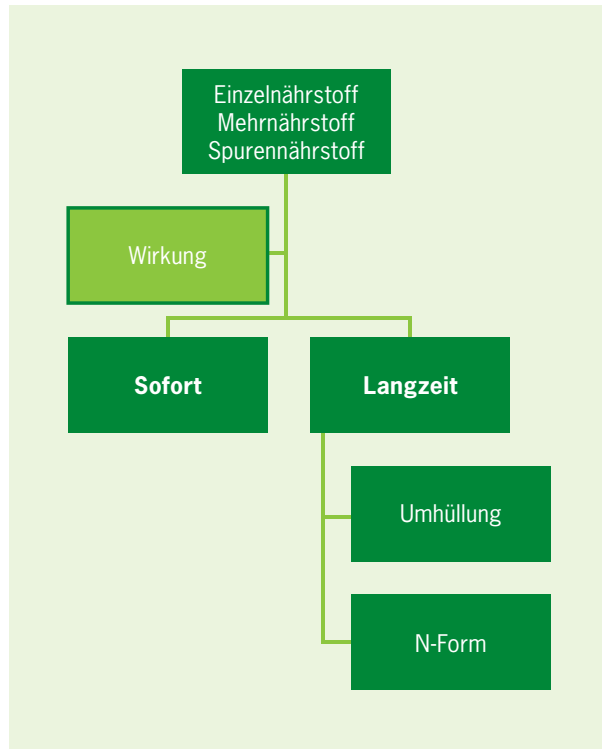 Einzelnährstoff
Mehrnährstoff
Spurennährstoff
Wirkung
Sofort
Langzeit
Umhüllung
N-Form